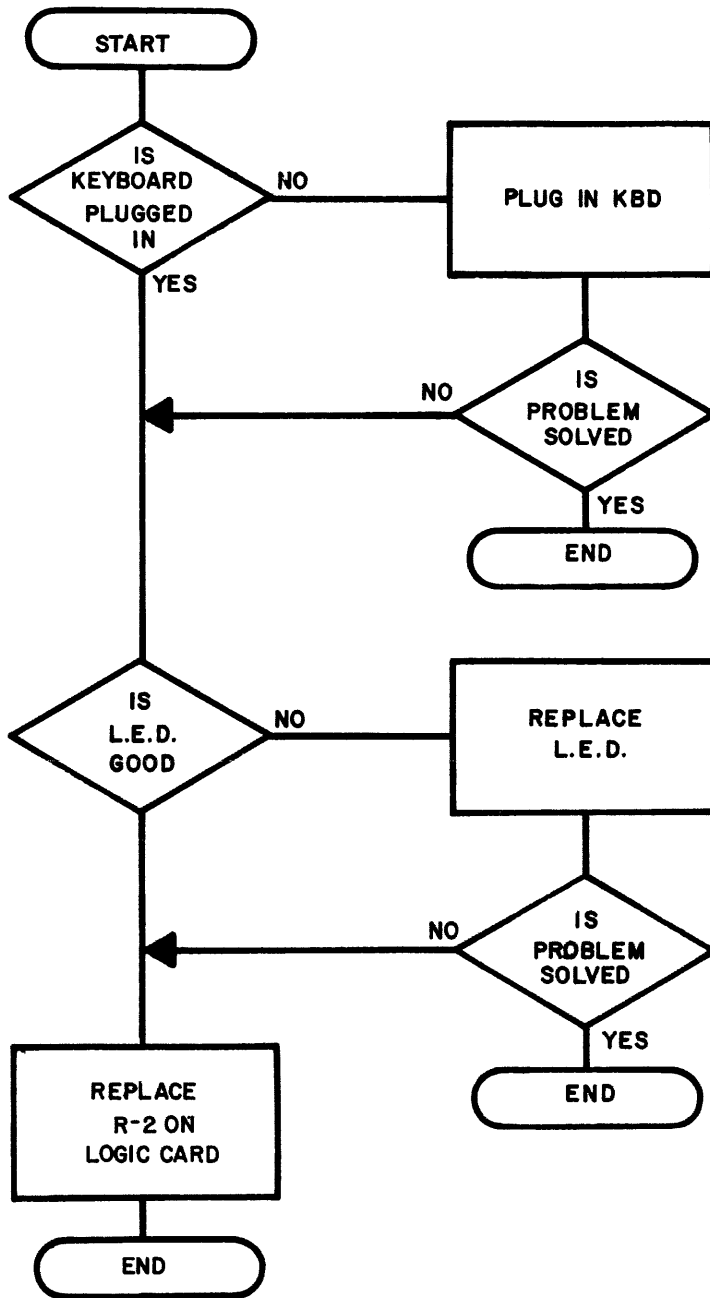 START
IS
KEYBOARD
PLUGGED
IN
NO
PLUG IN KBD
YES
IS
PROBLEM
SOLVED
NO
YES
END
IS
L.E.D.
GOOD
NO
REPLACE
L.E.D.
IS
PROBLEM
SOLVED
NO
YES
END
REPLACE
R-2 ON
LOGIC CARD
END